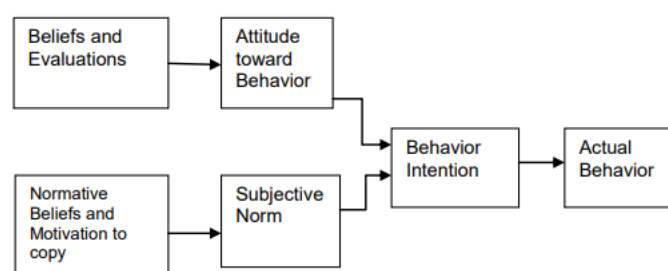 Beliefs and
Evaluations
Attitude
toward
Behavior
Behavior
Intention
Actual
Behavior
Normative
Beliefs and
Motivation to
copy
Subjective
Norm